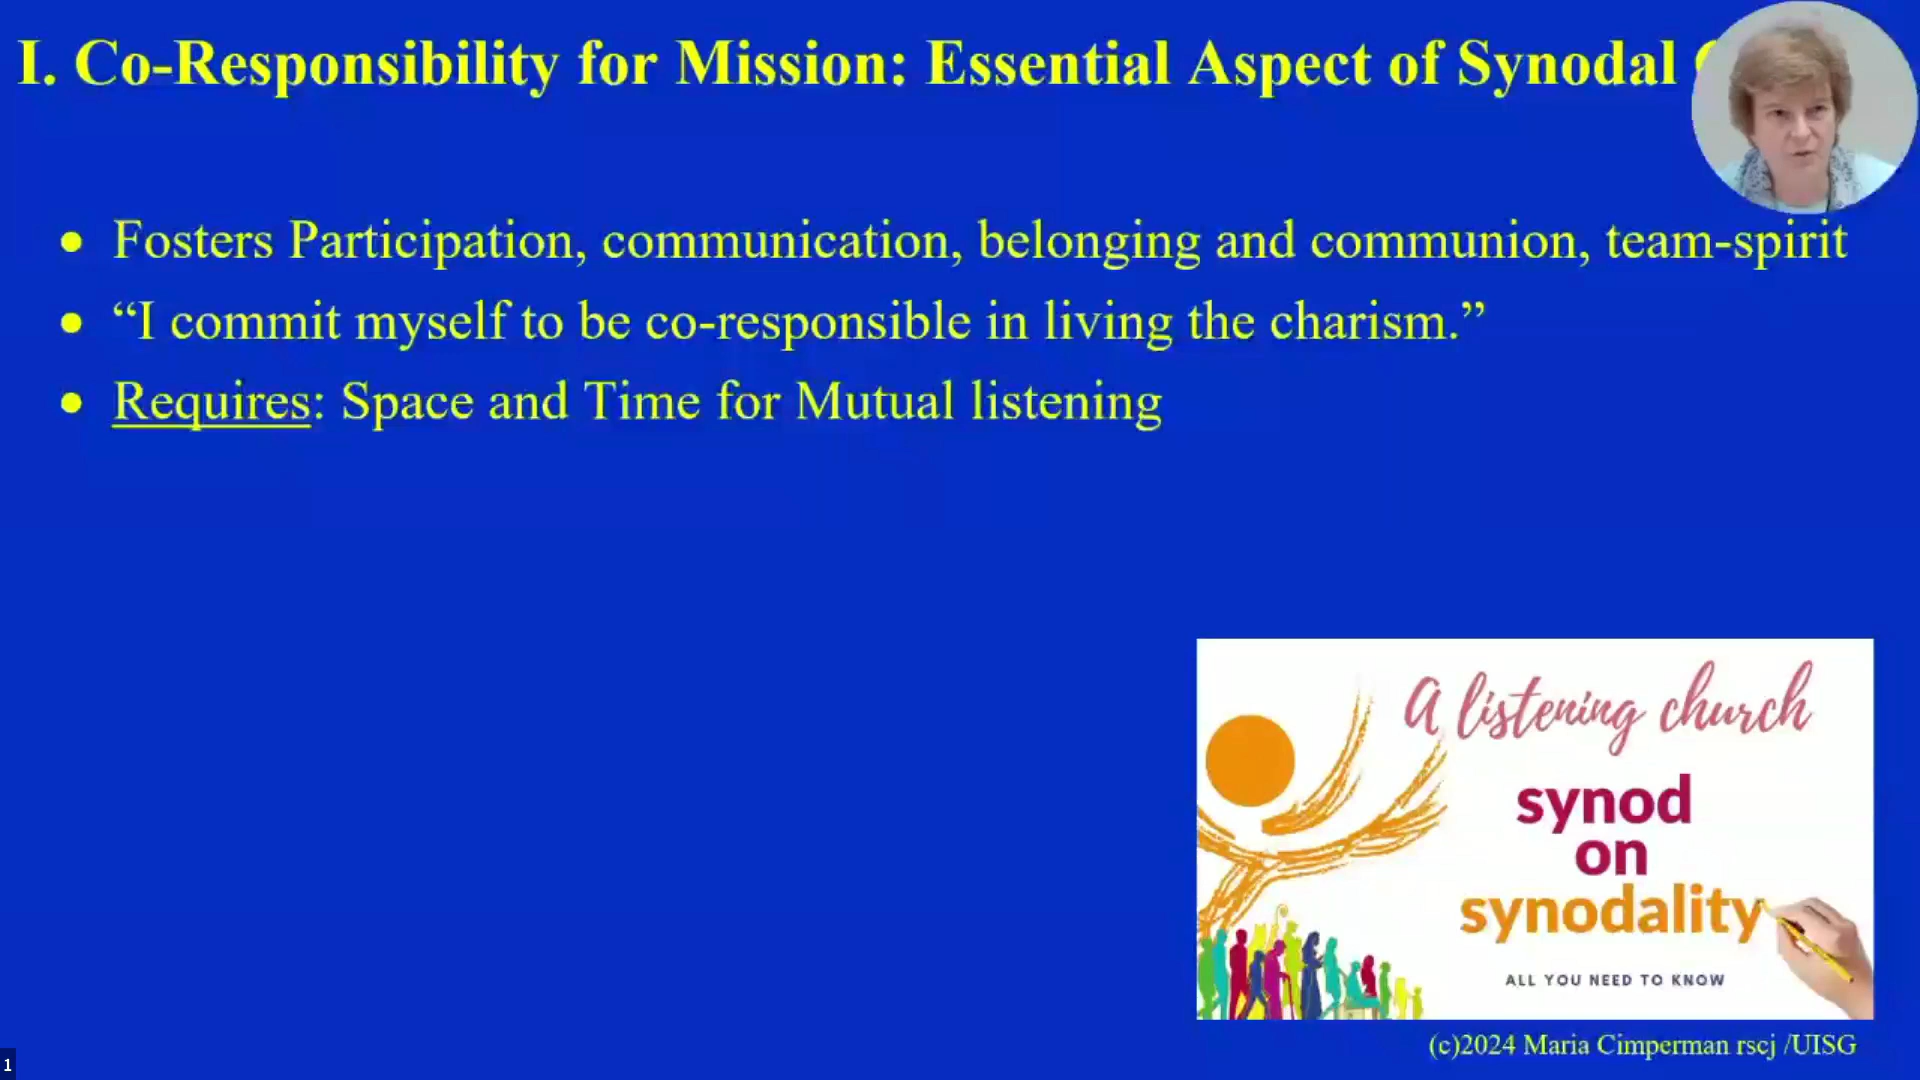 I. Co-Responsibility for Mission: Essential Aspect of Synodal
• Fosters Participation, communication, belonging and communion, team-spirit
• “I commit myself to be co-responsible in living the charism.”
• Requires: Space and Time for Mutual listening
A listening church
synod
on
synodality
ALL YOU NEED TO KNOW
(c)2024 Maria Cimperman rscj /UISG
1